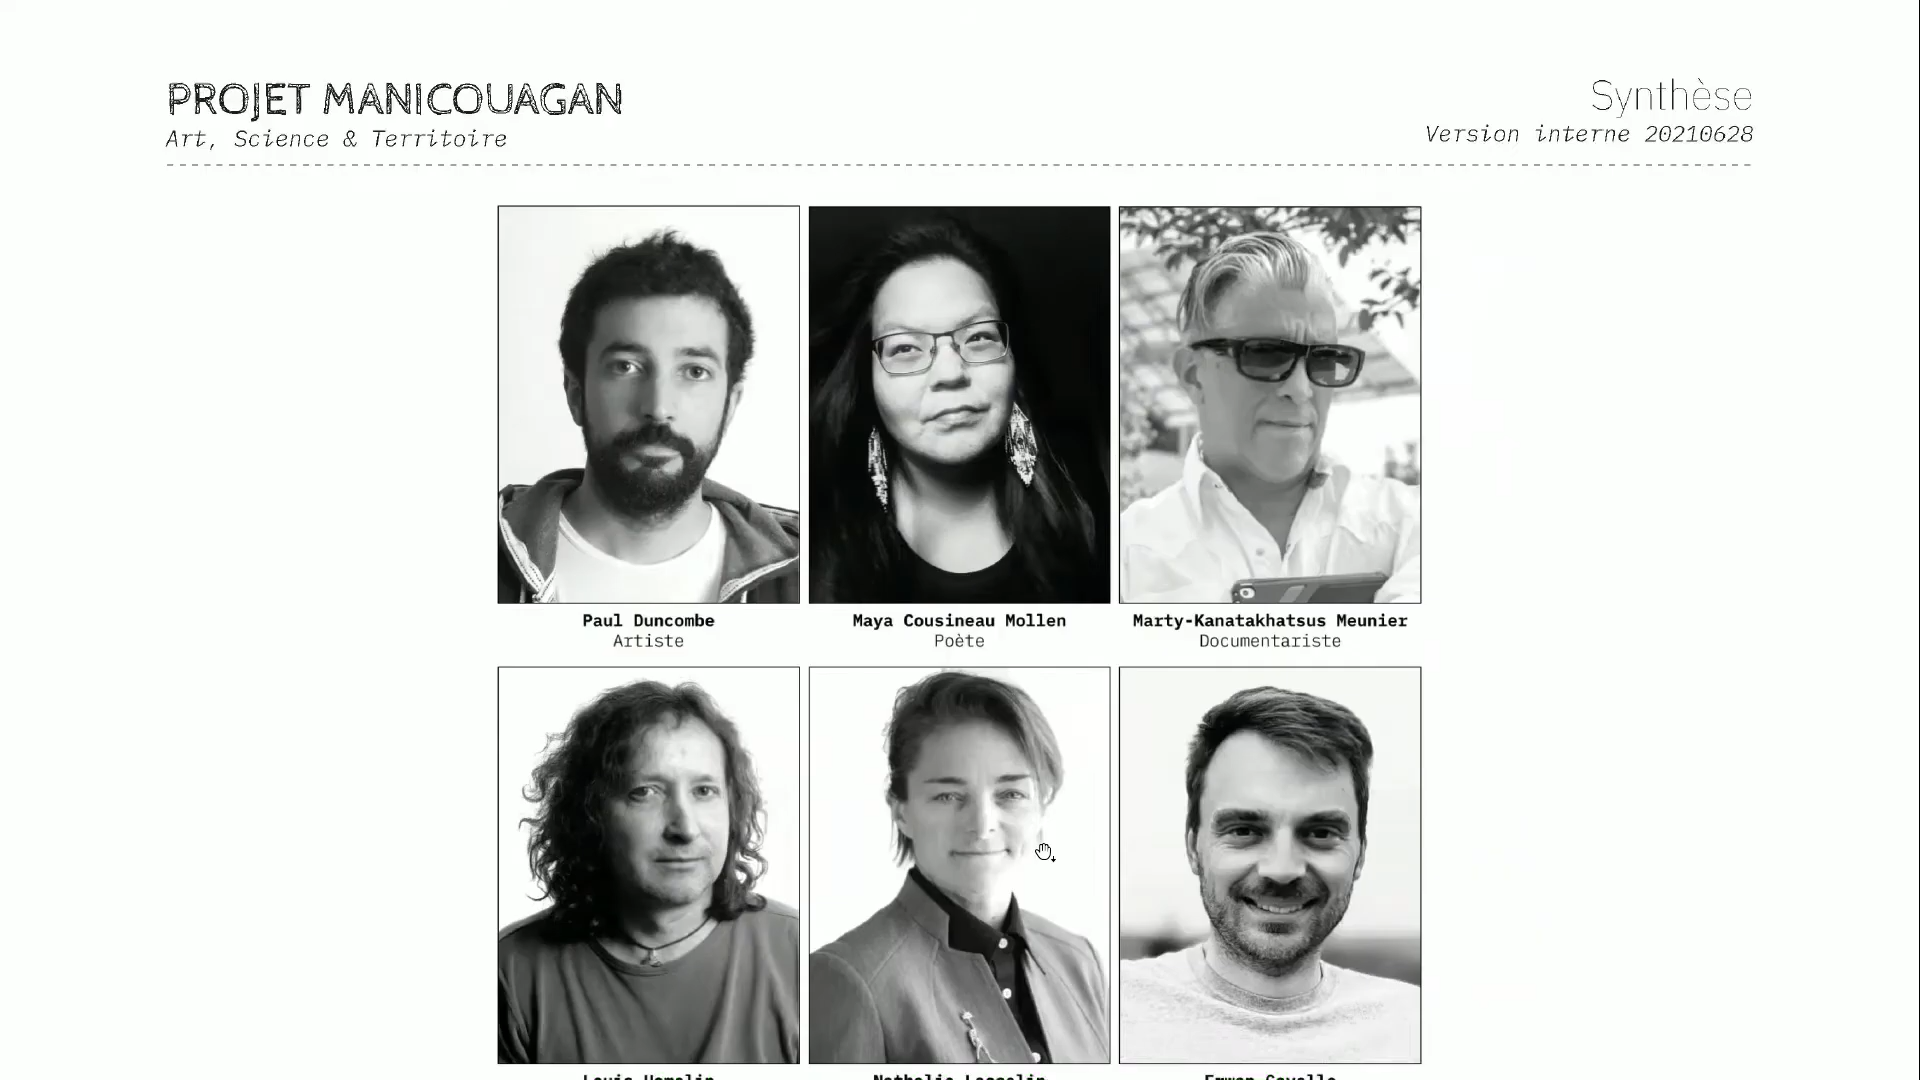 PROJET MANICOUAGAN
Art, Science & Territoire
Synthèse
Version interne 20210628
Paul Duncombe
Artiste
Maya Cousineau Mollen
Poète
Marty-Kanatakhatsus Meunier
Documentariste